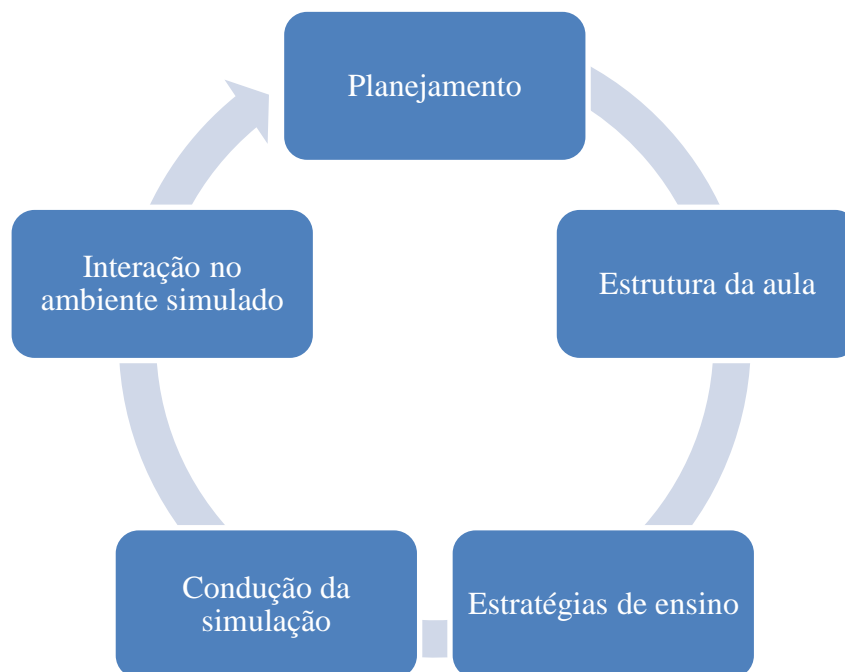 Planejamento
Estrutura da aula
Estratégias de ensino
Condução da
simulação
Interação no
ambiente simulado